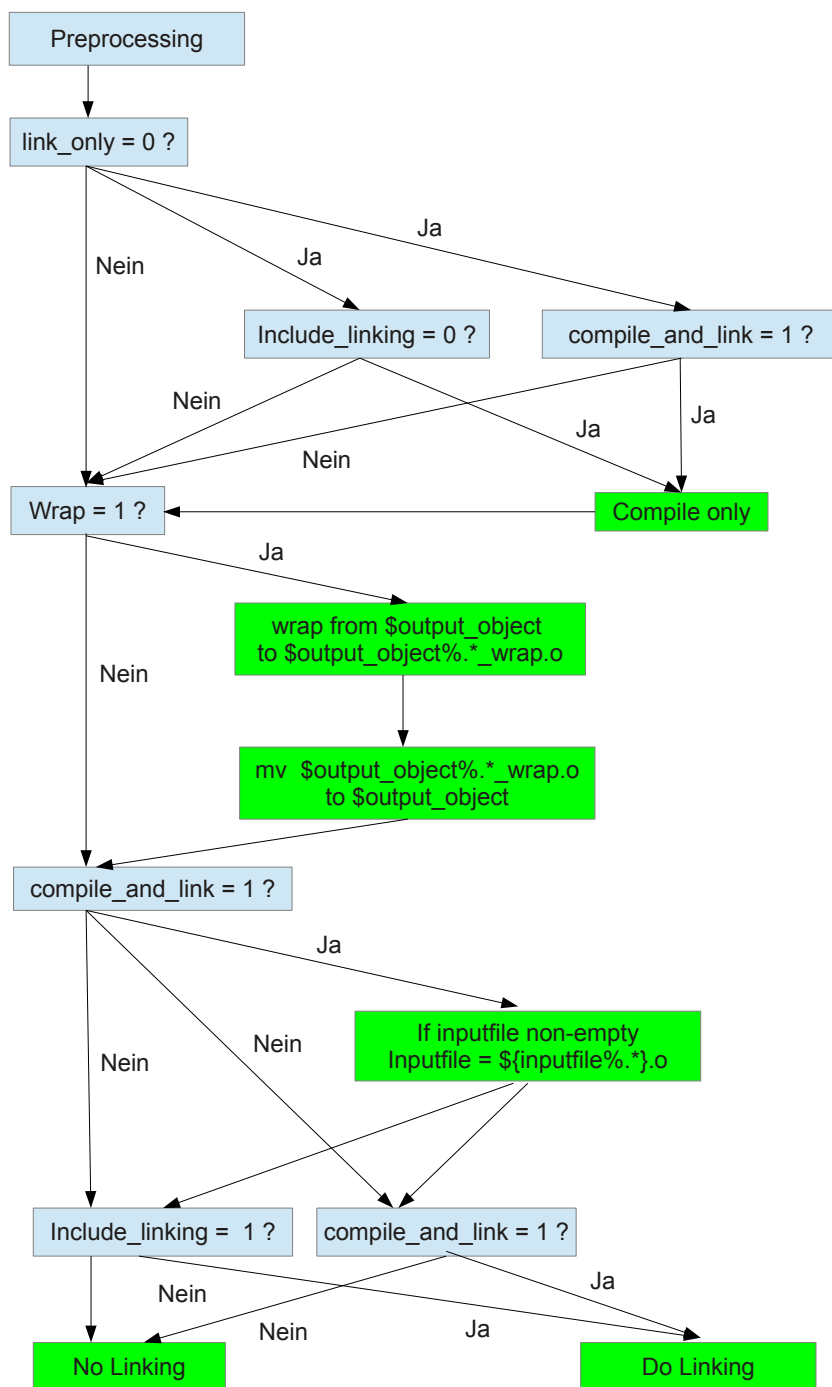 Preprocessing
link_only = 0 ?
Ja
Nein
Ja
Include_linking = 0 ?
compile_and_link = 1 ?
Nein
Ja
Ja
Nein
Wrap = 1 ?
Compile only
Ja
wrap from $output_object
to $output_object%.*_wrap.o
Nein
mv  $output_object%.*_wrap.o
to $output_object
compile_and_link = 1 ?
Ja
If inputfile non-empty
Inputfile = ${inputfile%.*}.o
Nein
Nein
Include_linking =  1 ?
compile_and_link = 1 ?
Ja
Nein
Nein
Ja
No Linking
Do Linking